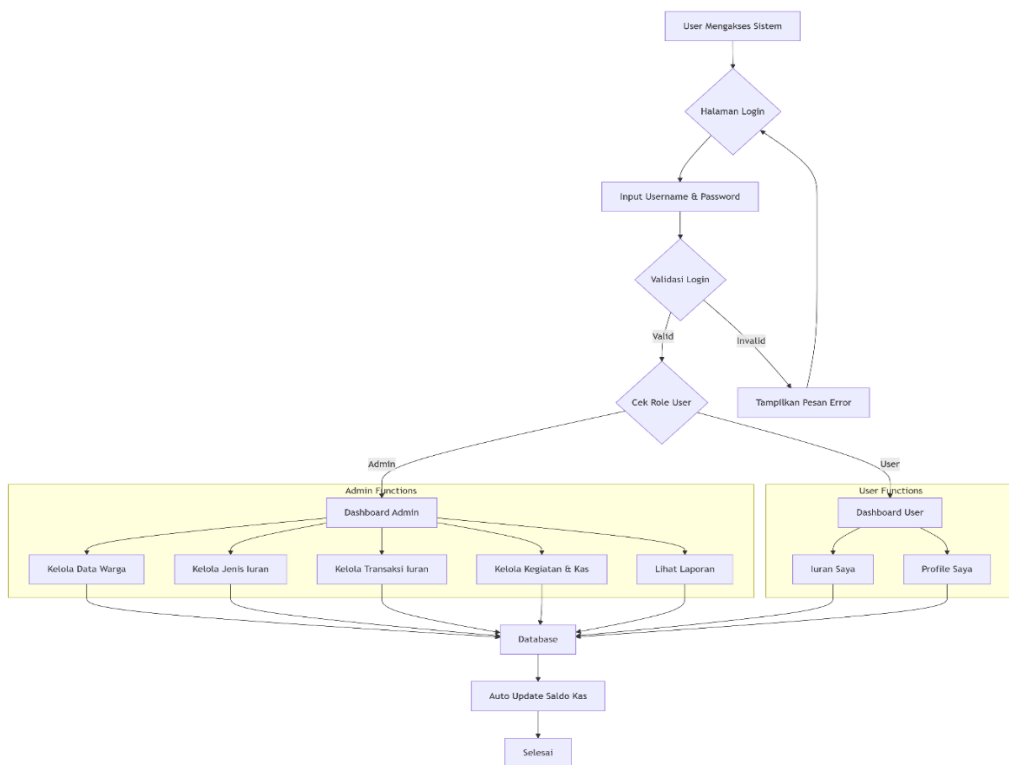 User Mengakses Sistem
Halaman Login
Input Username & Password
Validasi Login
Valid
Invalid
Cek Role User
Tampilkan Pesan Error
Admin
User
Admin Functions
User Functions
Dashboard Admin
Dashboard User
Kelola Data Warga
Kelola Jenis Iuran
Kelola Transaksi Iuran
Kelola Kegiatan & Kas
Lihat Laporan
Iuran Saya
Profile Saya
Database
Auto Update Saldo Kas
Selesai